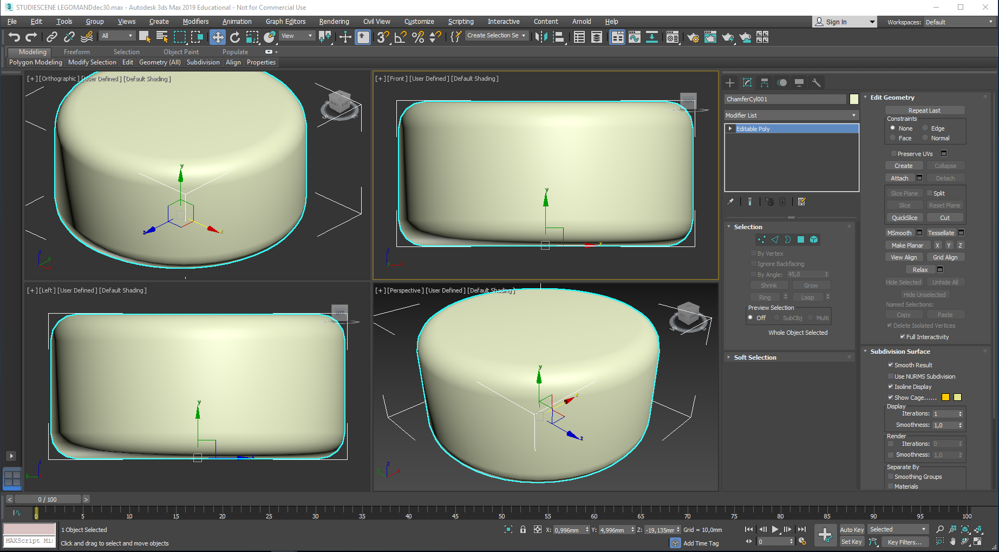 STUDIESCENE LEGOMANDdec30.max - Autodesk 3ds Max 2019 Educational - Not for Commercial Use
File Edit Tools Group Views Create Modifiers Animation Graph Editors Rendering Civil View Customize Scripting Interactive Content Arnold Help
Sign In Workspaces: Default
All View Create Selection Se
Modeling Freeform Selection Object Paint Populate
Polygon Modeling Modify Selection Edit Geometry (All) Subdivision Align Properties
[+] [Orthographic] [User Defined] [Default Shading]
[+] [Front] [User Defined] [Default Shading]
[+] [Left] [User Defined] [Default Shading]
[+] [Perspective] [User Defined] [Default Shading]
ChamferCyl001
Modifier List
Editable Poly
Selection
By Vertex
Ignore Backfacing
By Angle: 45,0
Shrink Grow
Ring Loop
Preview Selection
Off SubObj Multi
Whole Object Selected
Soft Selection
Edit Geometry
Repeat Last
Constraints
None Edge
Face Normal
Preserve UVs
Create Collapse
Attach Detach
Slice Plane Split
Slice Reset Plane
QuickSlice Cut
MSmooth Tessellate
Make Planar X Y Z
View Align Grid Align
Relax
Hide Selected Unhide All
Hide Unselected
Named Selections:
Copy Paste
Delete Isolated Vertices
Full Interactivity
Subdivision Surface
Smooth Result
Use NURMS Subdivision
Isoline Display
Show Cage......
Display
Iterations: 1
Smoothness: 1,0
Render
Iterations: 0
Smoothness: 1,0
Separate By
Smoothing Groups
Materials
< 0 / 100 >
0 5 10 15 20 25 30 35 40 45 50 55 60 65 70 75 80 85 90 95 100
1 Object Selected
X: 0,996mm Y: 4,996mm Z: -19,135mm Grid = 10,0mm
Auto Key Selected
MAXScript Mi
Click and drag to select and move objects
Add Time Tag
0
Set Key Key Filters...